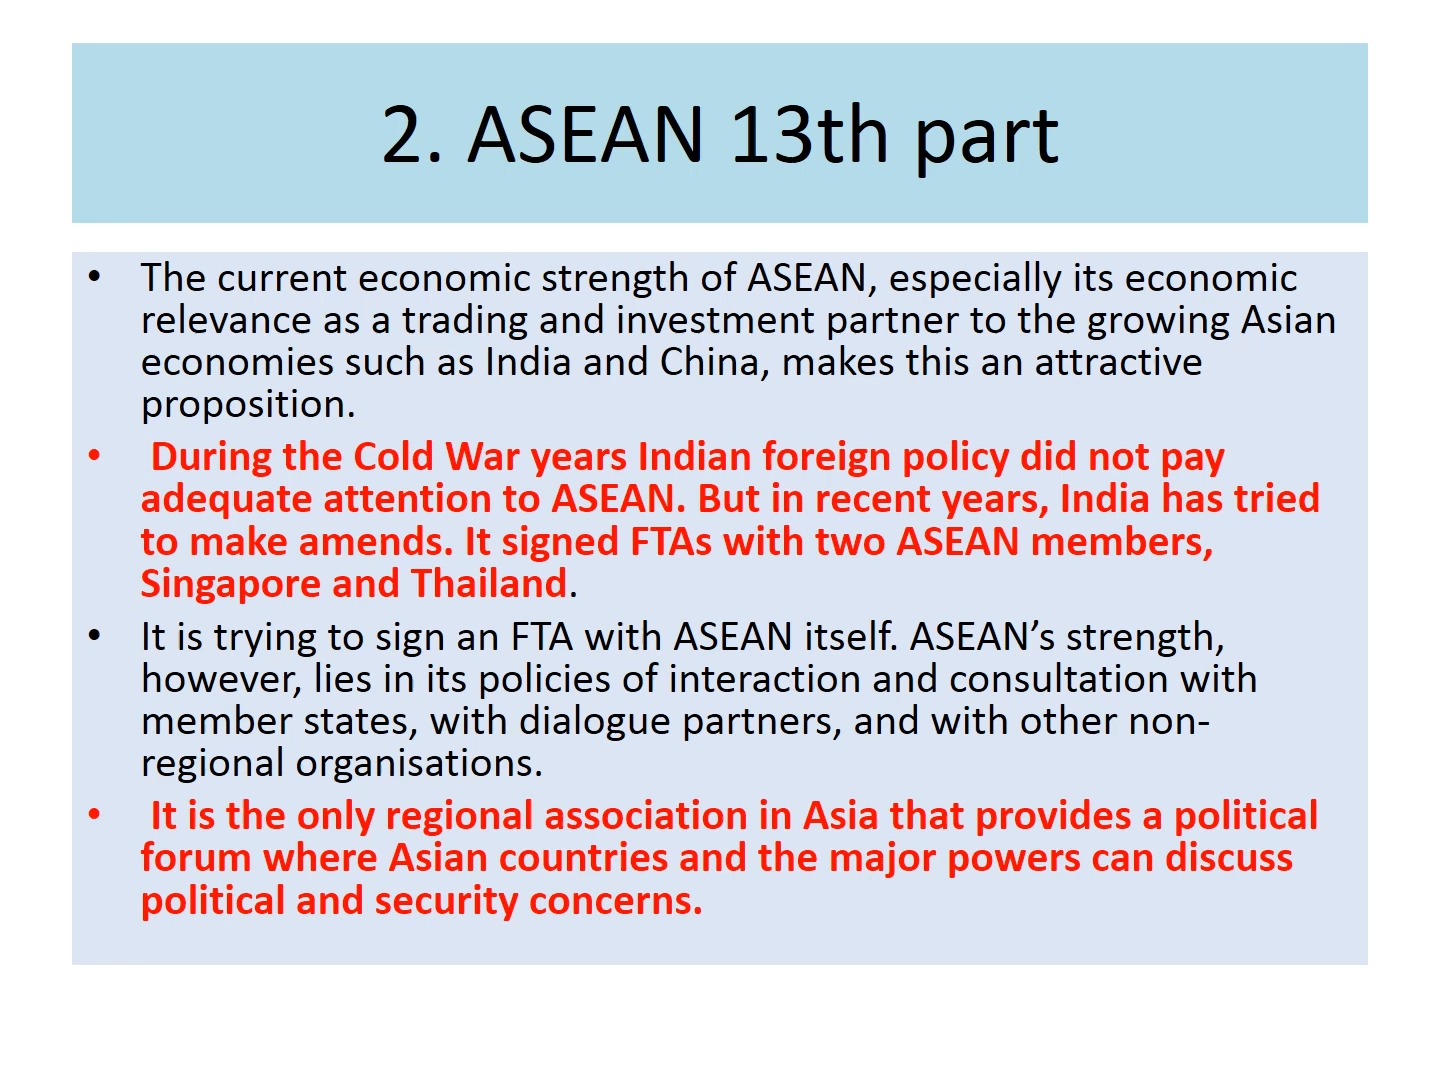 2. ASEAN 13th part
• The current economic strength of ASEAN, especially its economic
relevance as a trading and investment partner to the growing Asian
economies such as India and China, makes this an attractive
proposition.
• During the Cold War years Indian foreign policy did not pay
adequate attention to ASEAN. But in recent years, India has tried
to make amends. It signed FTAs with two ASEAN members,
Singapore and Thailand.
• It is trying to sign an FTA with ASEAN itself. ASEAN’s strength,
however, lies in its policies of interaction and consultation with
member states, with dialogue partners, and with other non-
regional organisations.
• It is the only regional association in Asia that provides a political
forum where Asian countries and the major powers can discuss
political and security concerns.